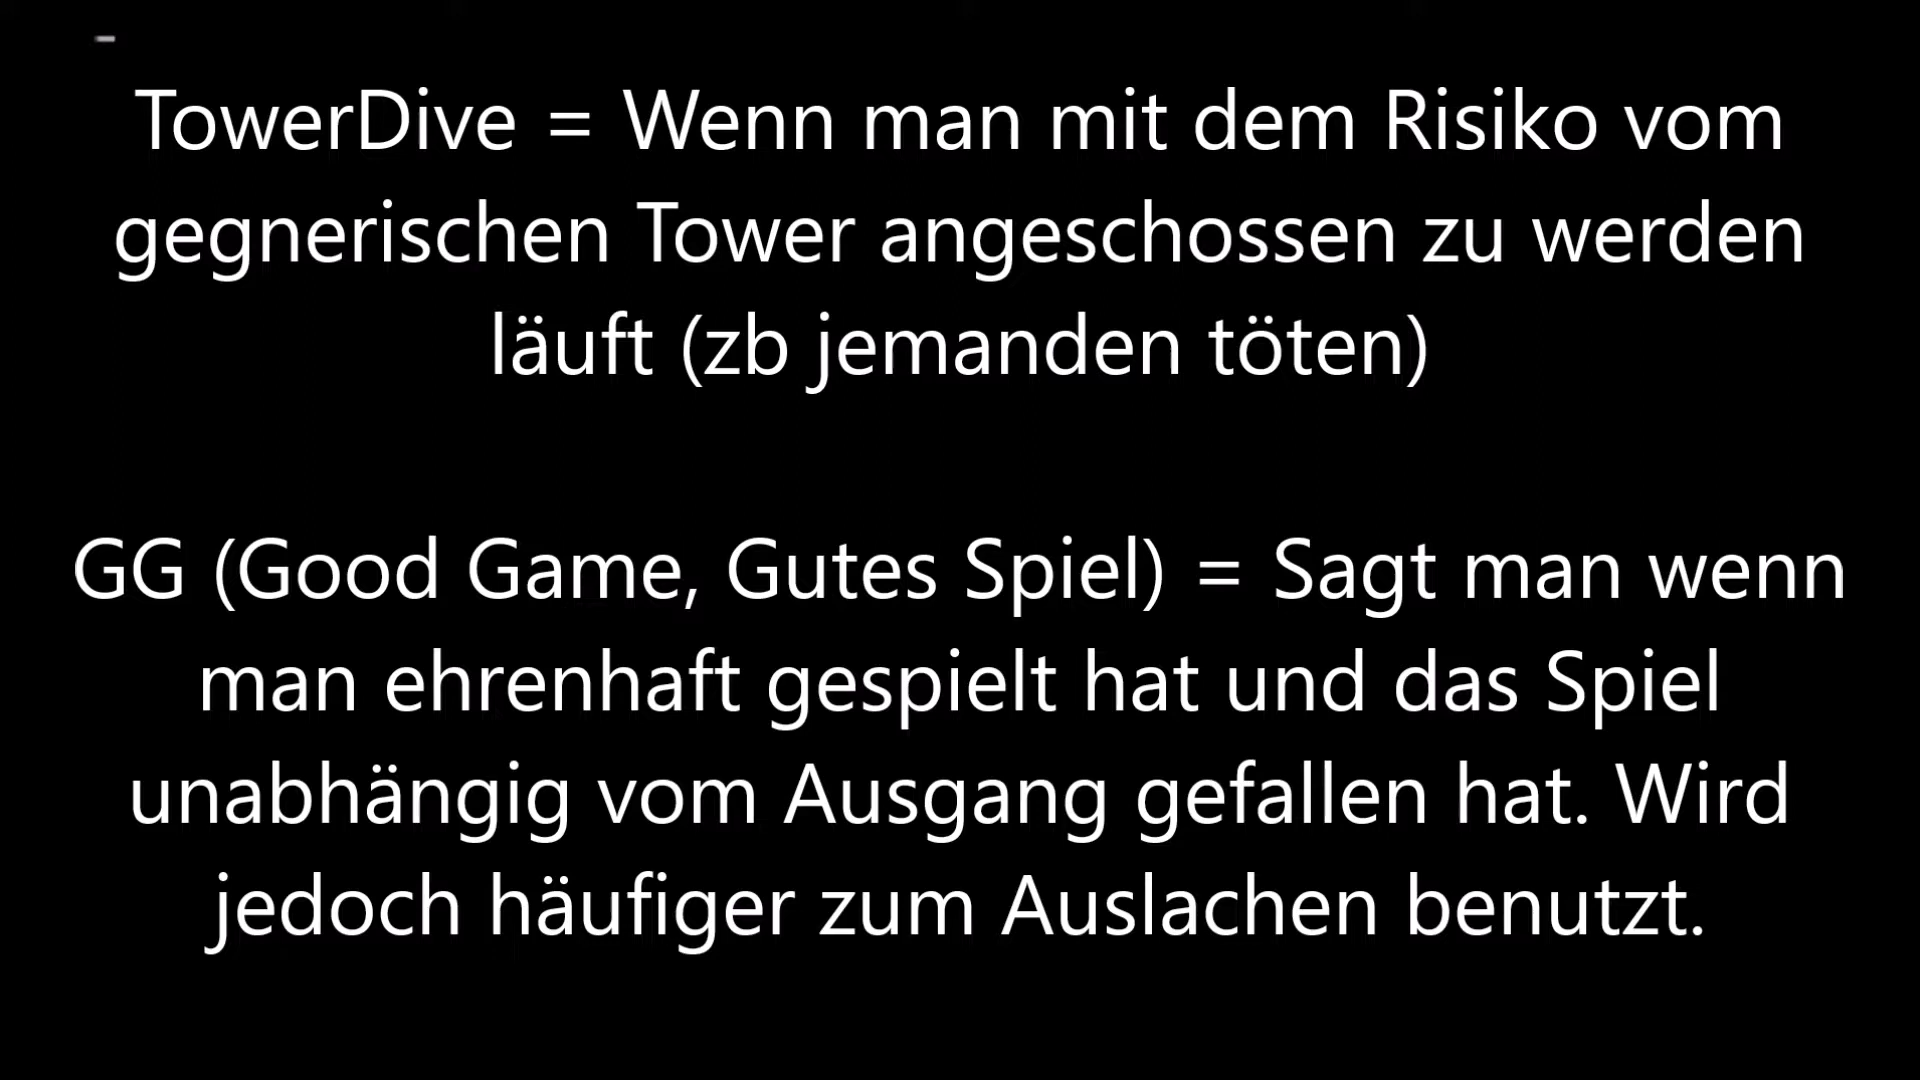 TowerDive = Wenn man mit dem Risiko vom
gegnerischen Tower angeschossen zu werden
läuft (zb jemanden töten)
GG (Good Game, Gutes Spiel) = Sagt man wenn
man ehrenhaft gespielt hat und das Spiel
unabhängig vom Ausgang gefallen hat. Wird
jedoch häufiger zum Auslachen benutzt.